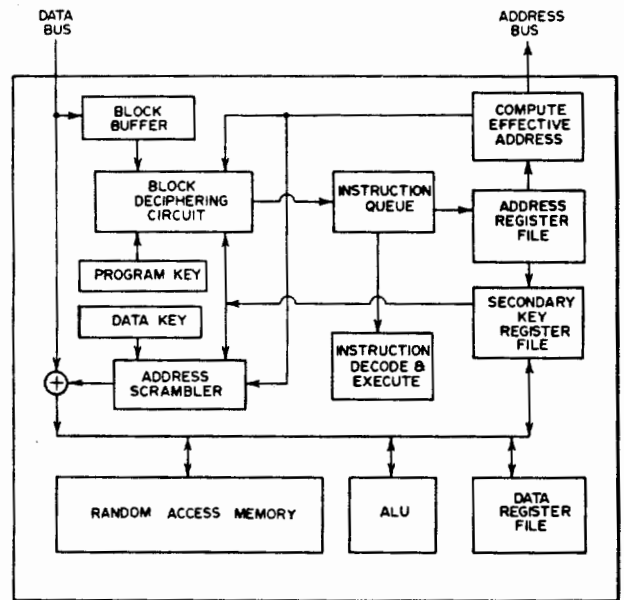 DATA
BUS
ADDRESS
BUS
BLOCK
BUFFER
COMPUTE
EFFECTIVE
ADDRESS
BLOCK
DECIPHERING
CIRCUIT
INSTRUCTION
QUEUE
ADDRESS
REGISTER
FILE
PROGRAM KEY
DATA KEY
SECONDARY
KEY
REGISTER
FILE
ADDRESS
SCRAMBLER
INSTRUCTION
DECODE &
EXECUTE
+
RANDOM ACCESS MEMORY
ALU
DATA
REGISTER
FILE